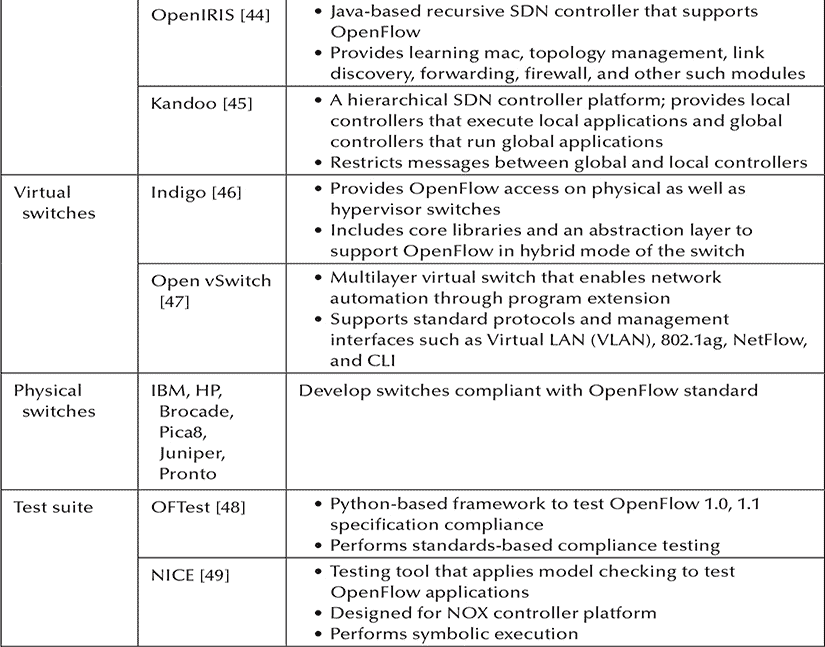 OpenIRIS [44]
• Java-based recursive SDN controller that supports
OpenFlow
• Provides learning mac, topology management, link
discovery, forwarding, firewall, and other such modules
Kandoo [45]
• A hierarchical SDN controller platform; provides local
controllers that execute local applications and global
controllers that run global applications
• Restricts messages between global and local controllers
Virtual
switches
Indigo [46]
• Provides OpenFlow access on physical as well as
hypervisor switches
• Includes core libraries and an abstraction layer to
support OpenFlow in hybrid mode of the switch
Open vSwitch
[47]
• Multilayer virtual switch that enables network
automation through program extension
• Supports standard protocols and management
interfaces such as Virtual LAN (VLAN), 802.1ag, NetFlow,
and CLI
Physical
switches
IBM, HP,
Brocade,
Pica8,
Juniper,
Pronto
Develop switches compliant with OpenFlow standard
Test suite
OFTest [48]
• Python-based framework to test OpenFlow 1.0, 1.1
specification compliance
• Performs standards-based compliance testing
NICE [49]
• Testing tool that applies model checking to test
OpenFlow applications
• Designed for NOX controller platform
• Performs symbolic execution